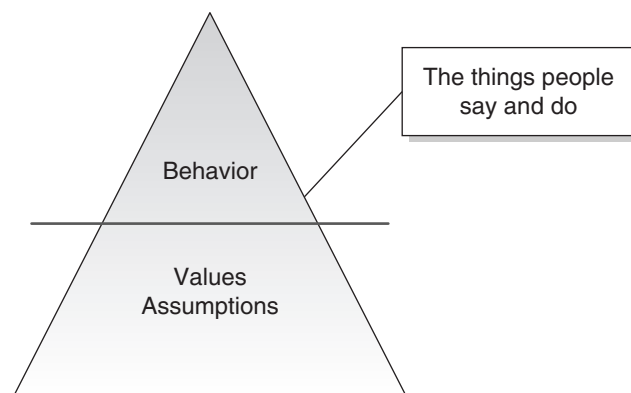 The things people
say and do
Behavior
Values
Assumptions